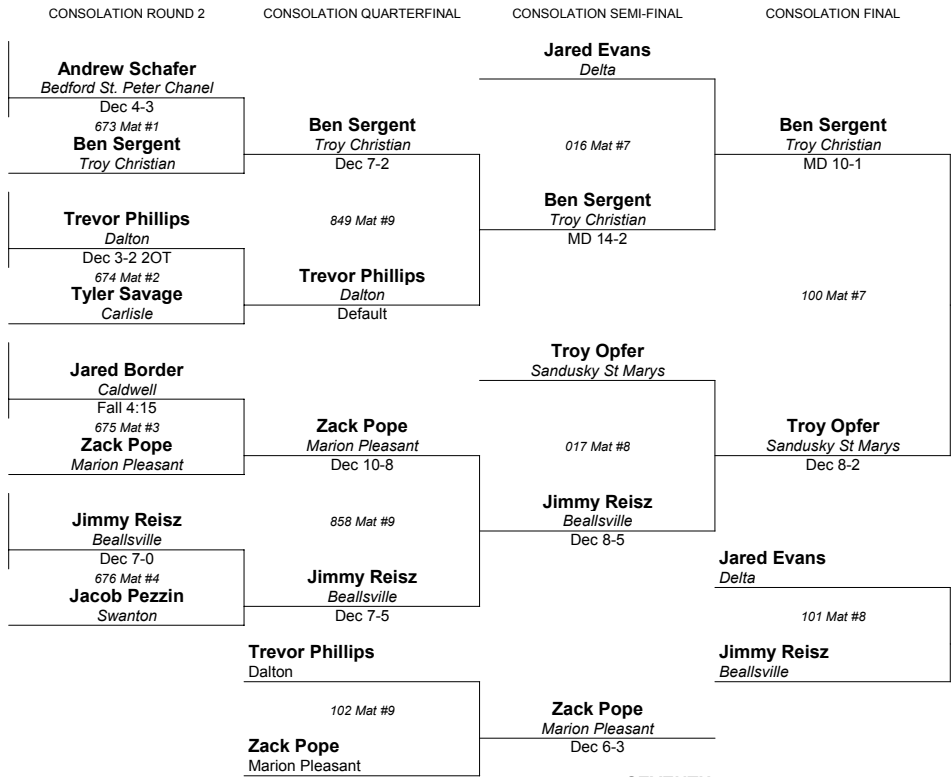 CONSOLATION ROUND 2
CONSOLATION QUARTERFINAL
CONSOLATION SEMI-FINAL
CONSOLATION FINAL
Andrew Schafer
Bedford St. Peter Chanel
Dec 4-3
673 Mat #1
Ben Sergent
Troy Christian
Trevor Phillips
Dalton
Dec 3-2 2OT
674 Mat #2
Tyler Savage
Carlisle
Jared Border
Caldwell
Fall 4:15
675 Mat #3
Zack Pope
Marion Pleasant
Jimmy Reisz
Beallsville
Dec 7-0
676 Mat #4
Jacob Pezzin
Swanton
Ben Sergent
Troy Christian
Dec 7-2
849 Mat #9
Trevor Phillips
Dalton
Default
Zack Pope
Marion Pleasant
Dec 10-8
858 Mat #9
Jimmy Reisz
Beallsville
Dec 7-5
Trevor Phillips
Dalton
102 Mat #9
Zack Pope
Marion Pleasant
Jared Evans
Delta
016 Mat #7
Ben Sergent
Troy Christian
MD 14-2
Troy Opfer
Sandusky St Marys
017 Mat #8
Jimmy Reisz
Beallsville
Dec 8-5
Zack Pope
Marion Pleasant
Dec 6-3
Ben Sergent
Troy Christian
MD 10-1
100 Mat #7
Troy Opfer
Sandusky St Marys
Dec 8-2
Jared Evans
Delta
101 Mat #8
Jimmy Reisz
Beallsville